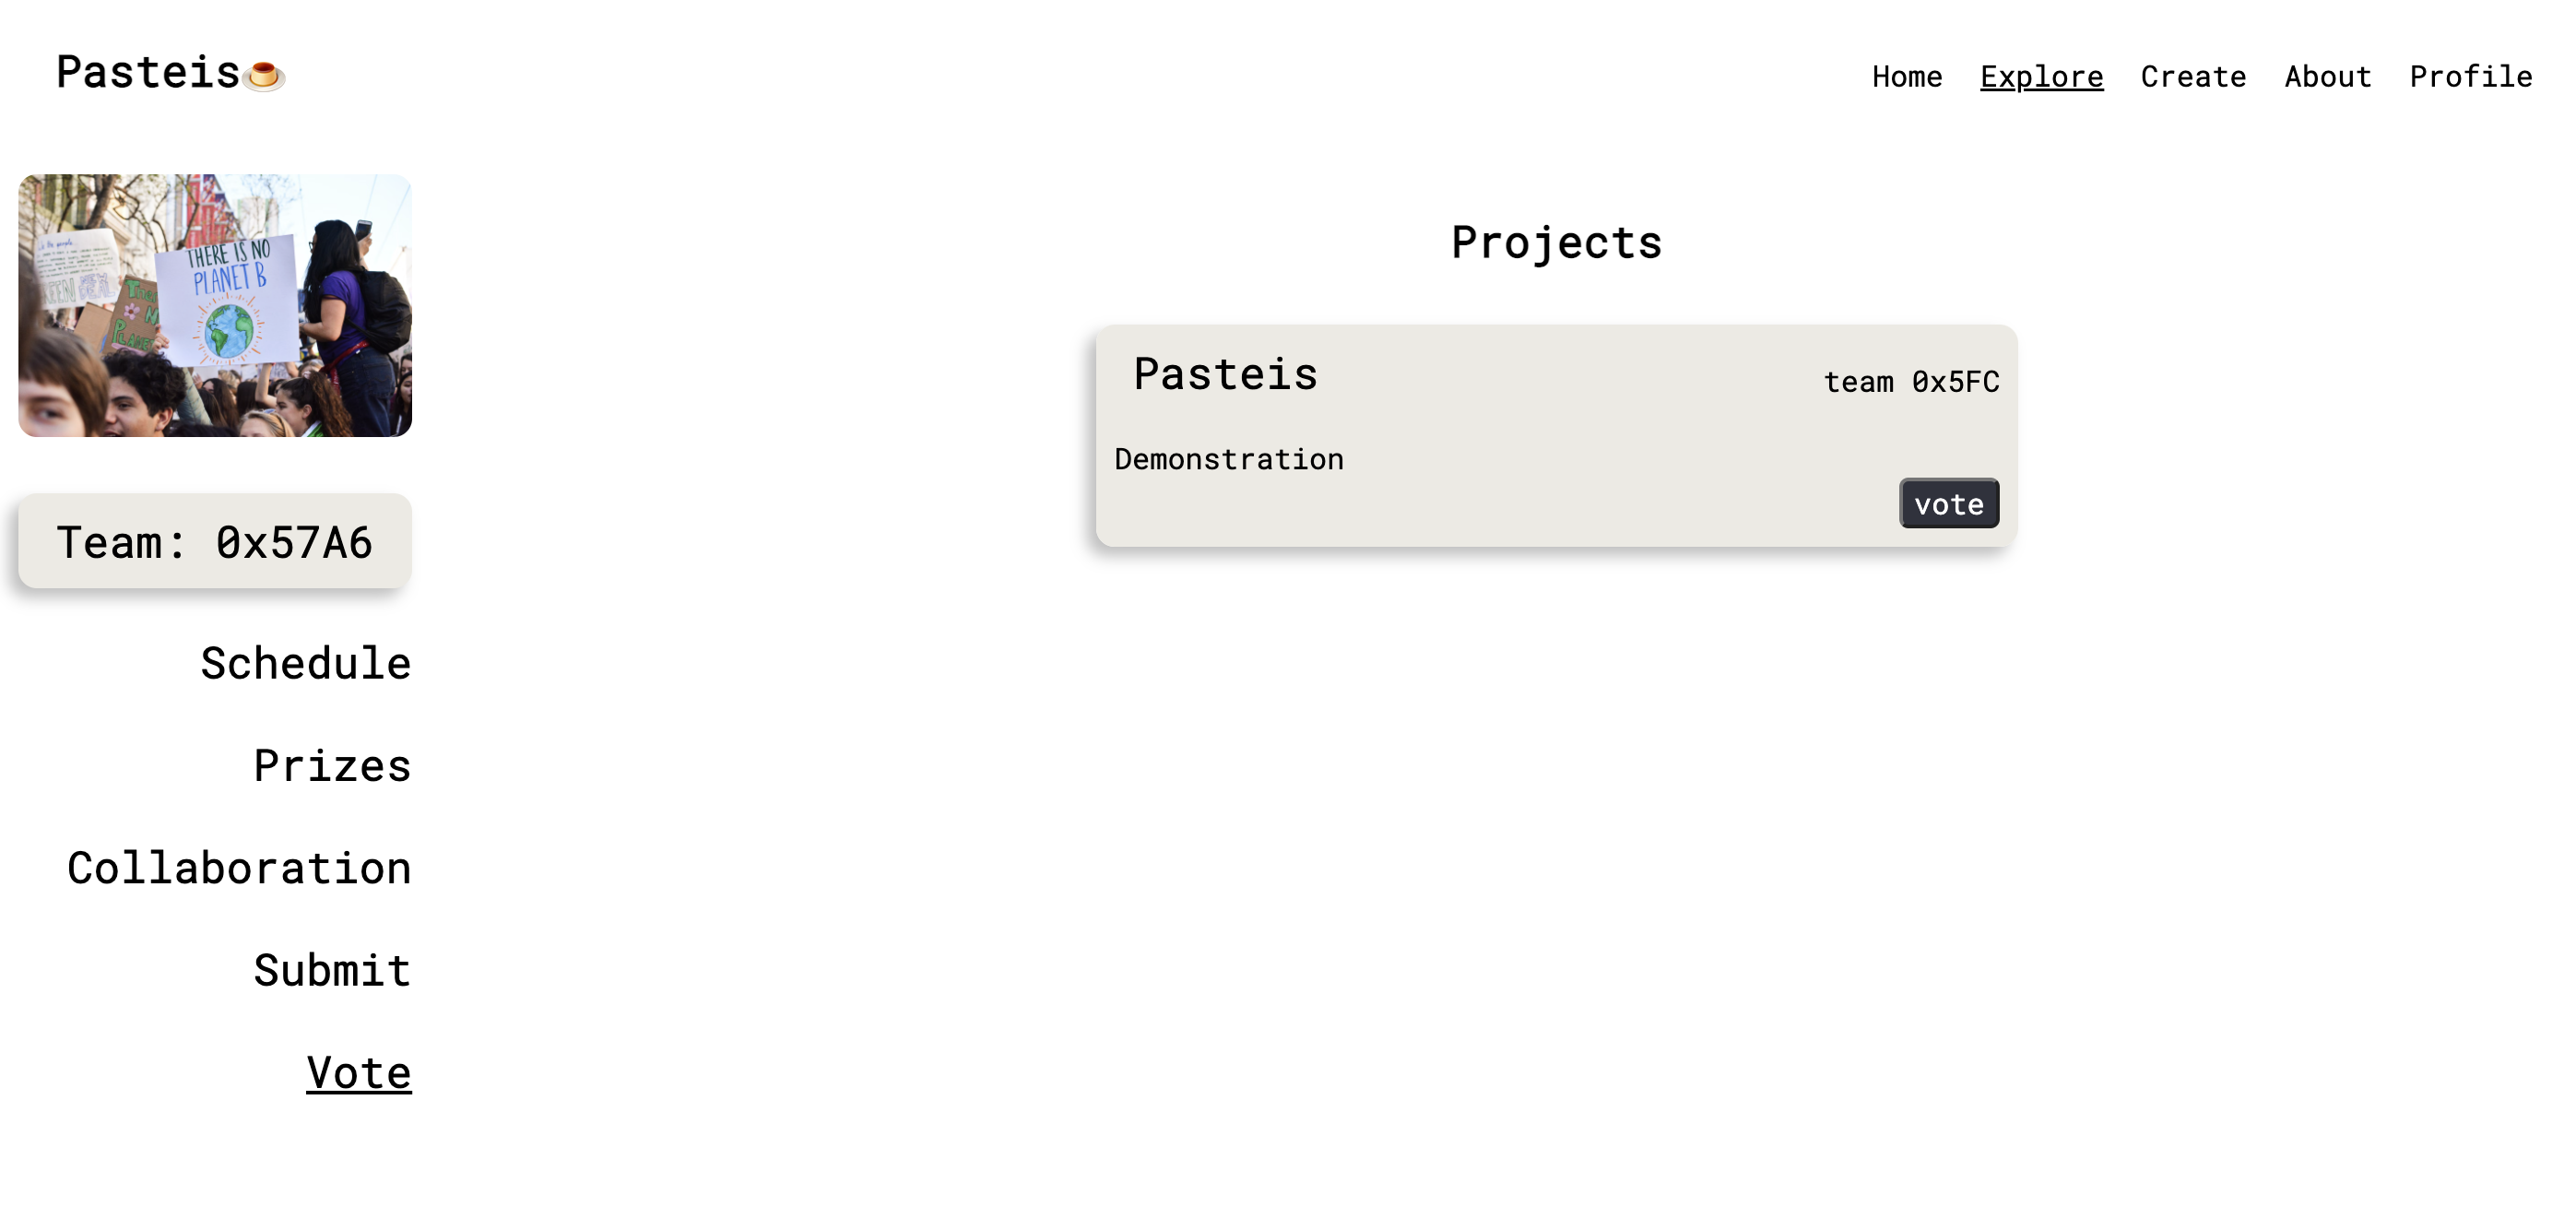 Pasteis
Home Explore Create About Profile
THERE IS NO
PLANET B
Projects
Pasteis
team 0x5FC
Demonstration
vote
Team: 0x57A6
Schedule
Prizes
Collaboration
Submit
Vote